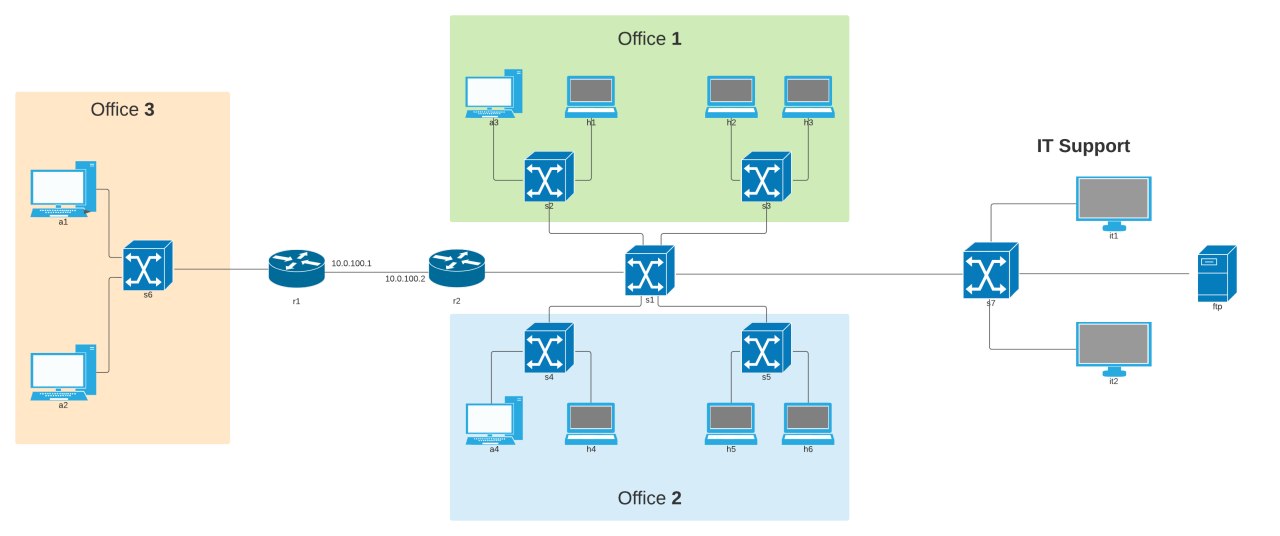 Office 1
a3
h1
h2
h3
s2
s3
Office 3
a1
s6
a2
10.0.100.1
10.0.100.2
r1
r2
s1
IT Support
it1
s7
ftp
it2
s4
s5
a4
h4
h5
h6
Office 2